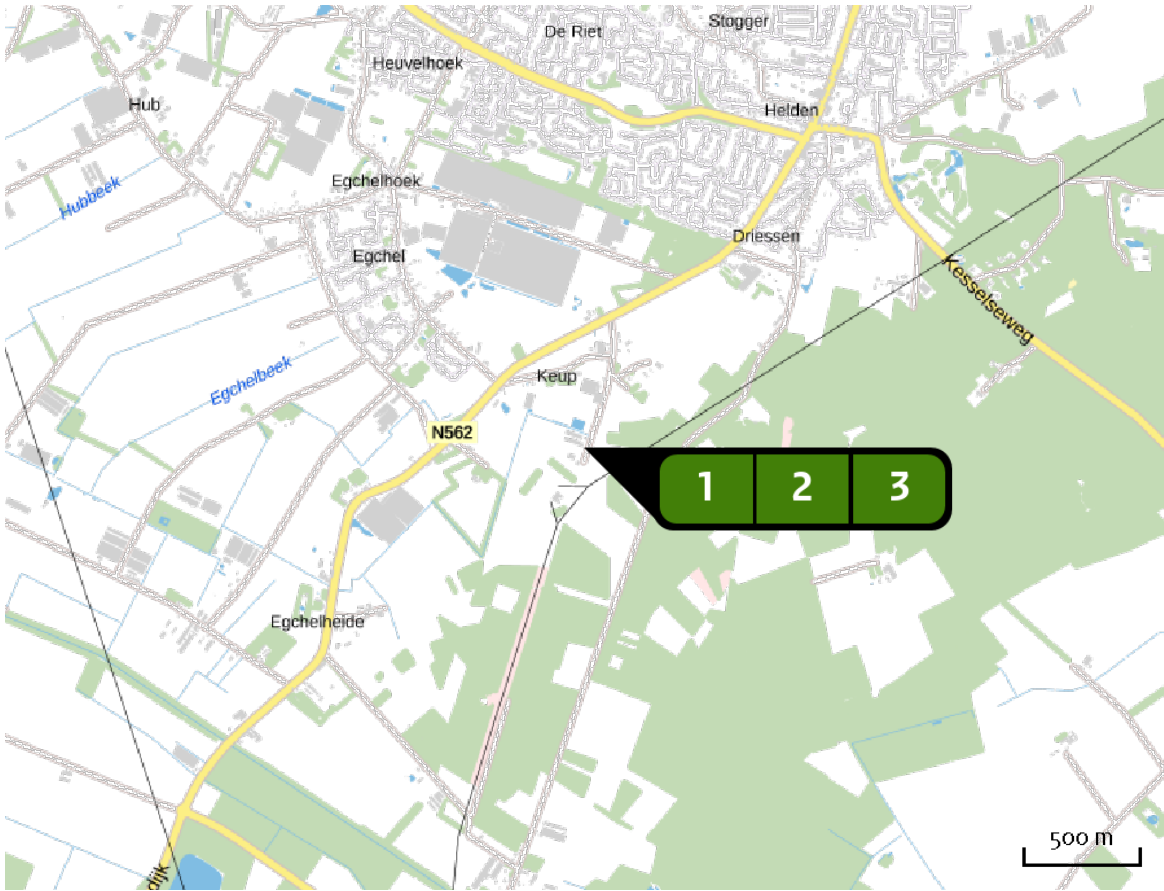 Stogger
De Riet
Heuvelhoek
Hub
Helden
Egchelhoek
Hubbeek
Driessen
Egchel
Kesselseweg
Egchelbeek
Keup
N562
1 2 3
Egchelheide
500 m
dijk